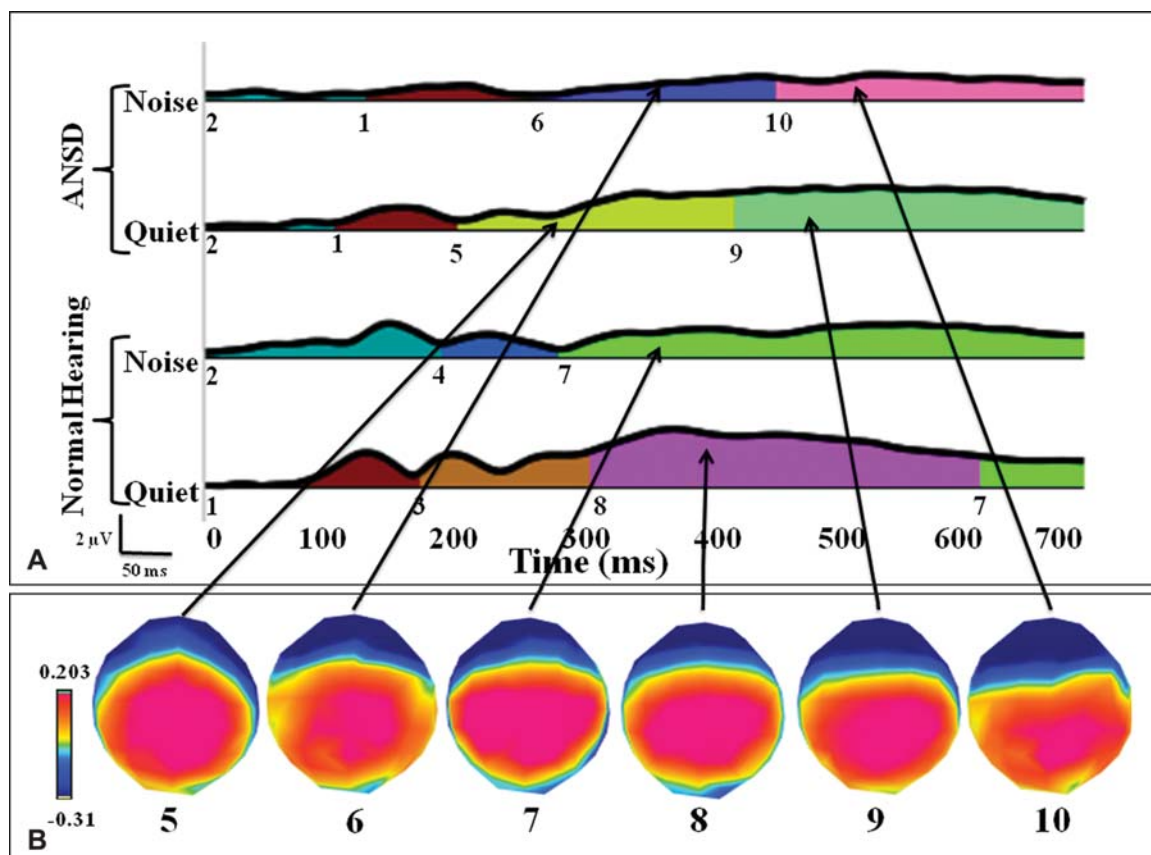 ANSD
Noise
2 1 6 10
Quiet
2 1 5 9
Normal Hearing
Noise
2 4 7
Quiet
1 3 8 7
2 µV
50 ms
0 100 200 300 400 500 600 700
Time (ms)
A
0.203
-0.31
5 6 7 8 9 10
B